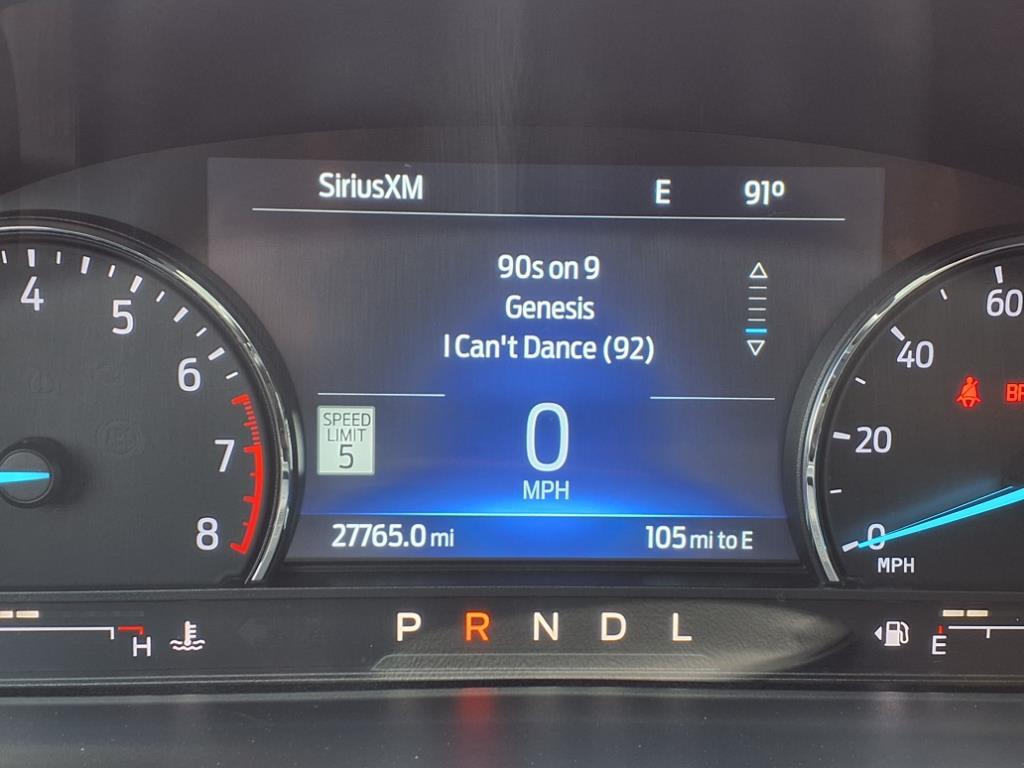 SiriusXM E 91º
90s on 9
Genesis
I Can't Dance (92)
SPEED
LIMIT
5
0
MPH
27765.0 mi 105 mi to E
4
5
6
7
8
60
40
20
0
MPH
H
P R N D L
E